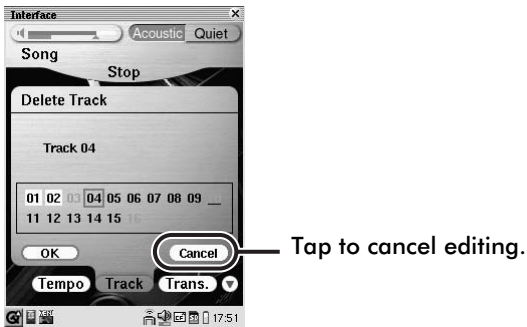 Interface ×
Acoustic Quiet
Song
Stop
Delete Track
Track 04
01 02 03 04 05 06 07 08 09 10
11 12 13 14 15 16
OK Cancel
Tap to cancel editing.
Tempo Track Trans.
17:51